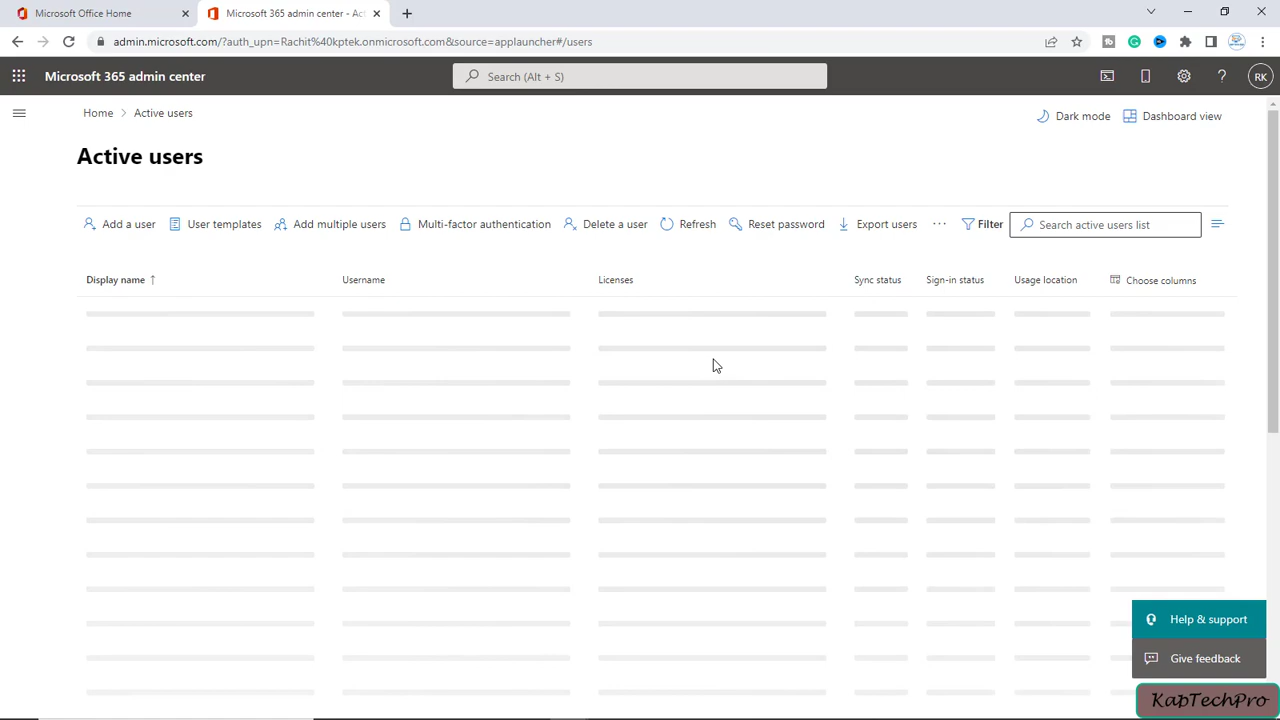 Microsoft Office Home
Microsoft 365 admin center - Act
admin.microsoft.com/?auth_upn=Rachit%40kptek.onmicrosoft.com&source=applauncher#/users
Microsoft 365 admin center
Search (Alt + S)
RK
Home > Active users
Dark mode
Dashboard view
Active users
Add a user
User templates
Add multiple users
Multi-factor authentication
Delete a user
Refresh
Reset password
Export users
Filter
Search active users list
Display name ↑
Username
Licenses
Sync status
Sign-in status
Usage location
Choose columns
Help & support
Give feedback
KapTechPro